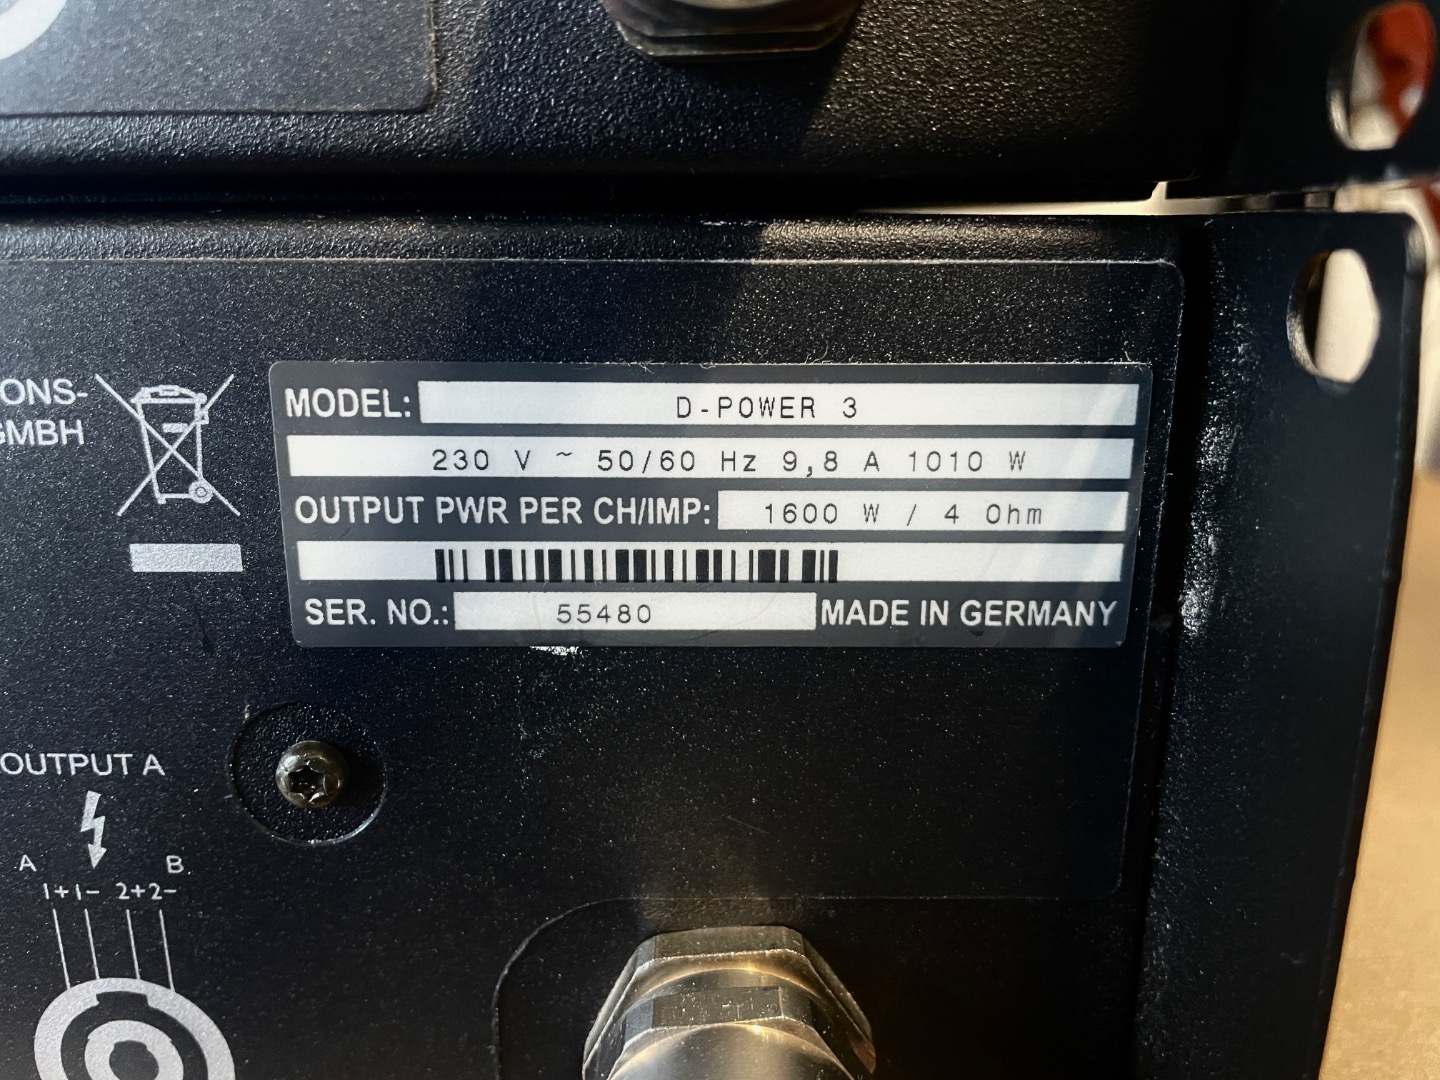 ONS-
GMBH
MODEL: D-POWER 3
230 V ~ 50/60 Hz 9,8 A 1010 W
OUTPUT PWR PER CH/IMP: 1600 W / 4 Ohm
SER. NO.: 55480 MADE IN GERMANY
OUTPUT A
A B
1+1- 2+2-